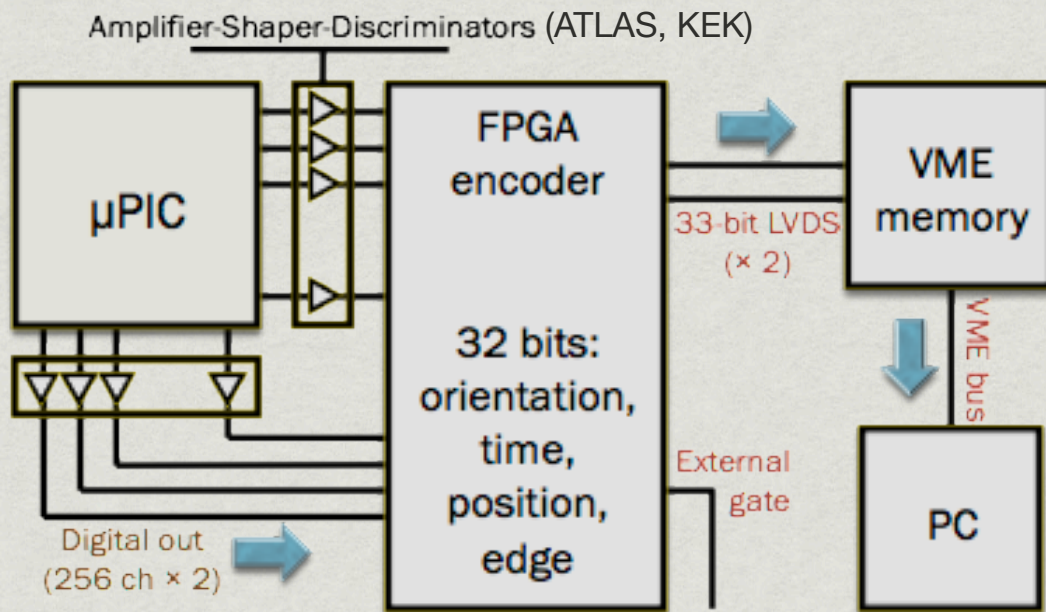 Amplifier-Shaper-Discriminators (ATLAS, KEK)
µPIC
FPGA
encoder
32 bits:
orientation,
time,
position,
edge
33-bit LVDS
(× 2)
VME
memory
VME bus
PC
External
gate
Digital out
(256 ch × 2)